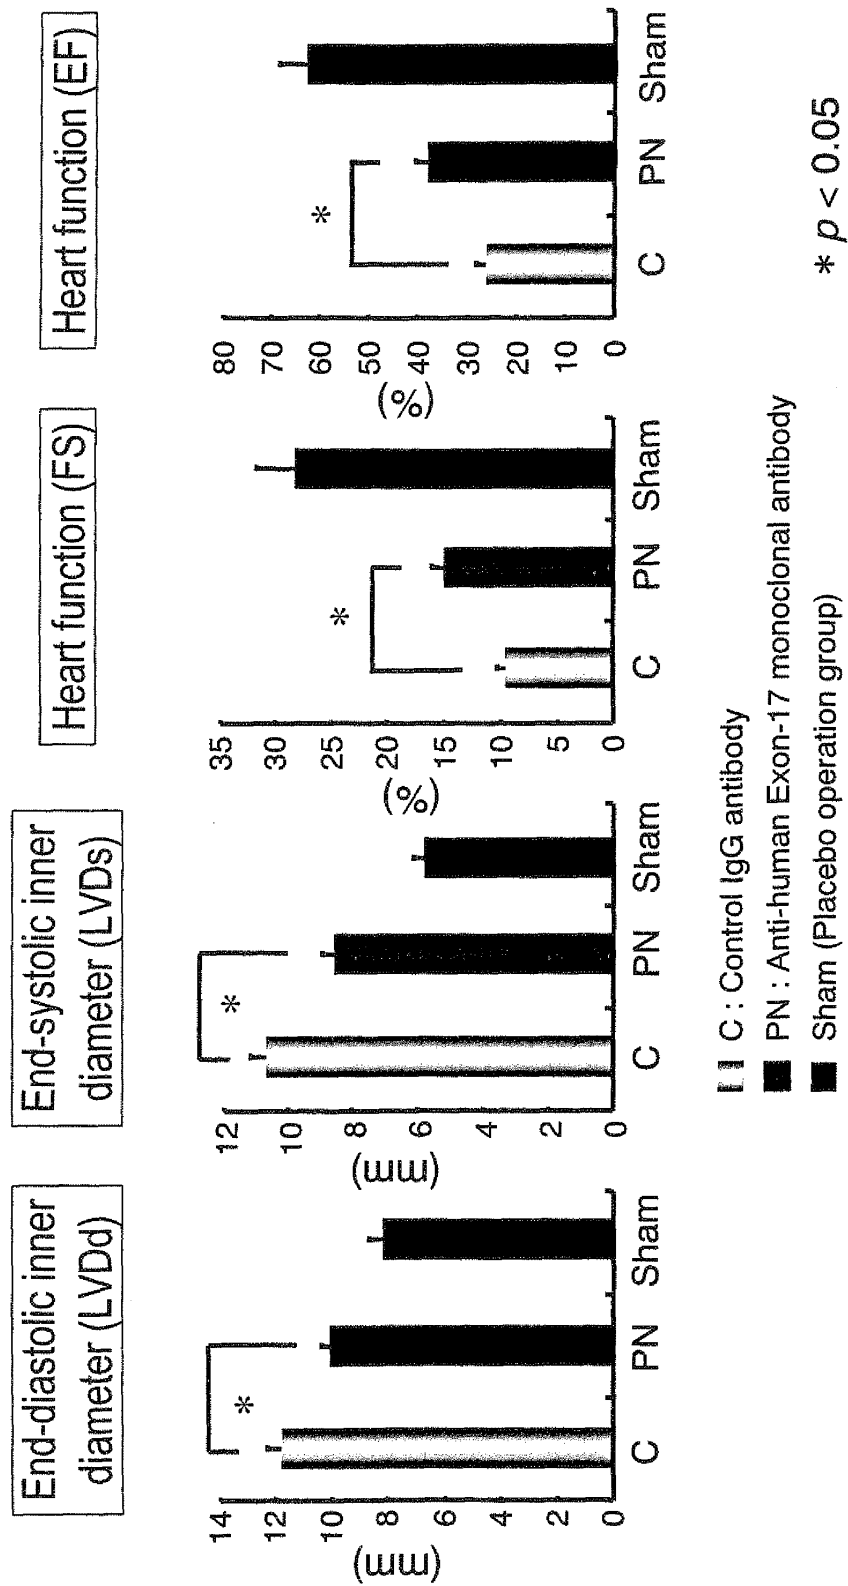 End-diastolic inner
diameter (LVDd)
(mm)
14
12
10
8
6
4
2
0
*
C
PN
Sham
End-systolic inner
diameter (LVDs)
(mm)
12
10
8
6
4
2
0
*
C
PN
Sham
Heart function (FS)
(%)
35
30
25
20
15
10
5
0
*
C
PN
Sham
Heart function (EF)
(%)
80
70
60
50
40
30
20
10
0
*
C
PN
Sham
C : Control IgG antibody
PN : Anti-human Exon-17 monoclonal antibody
Sham (Placebo operation group)
* p < 0.05